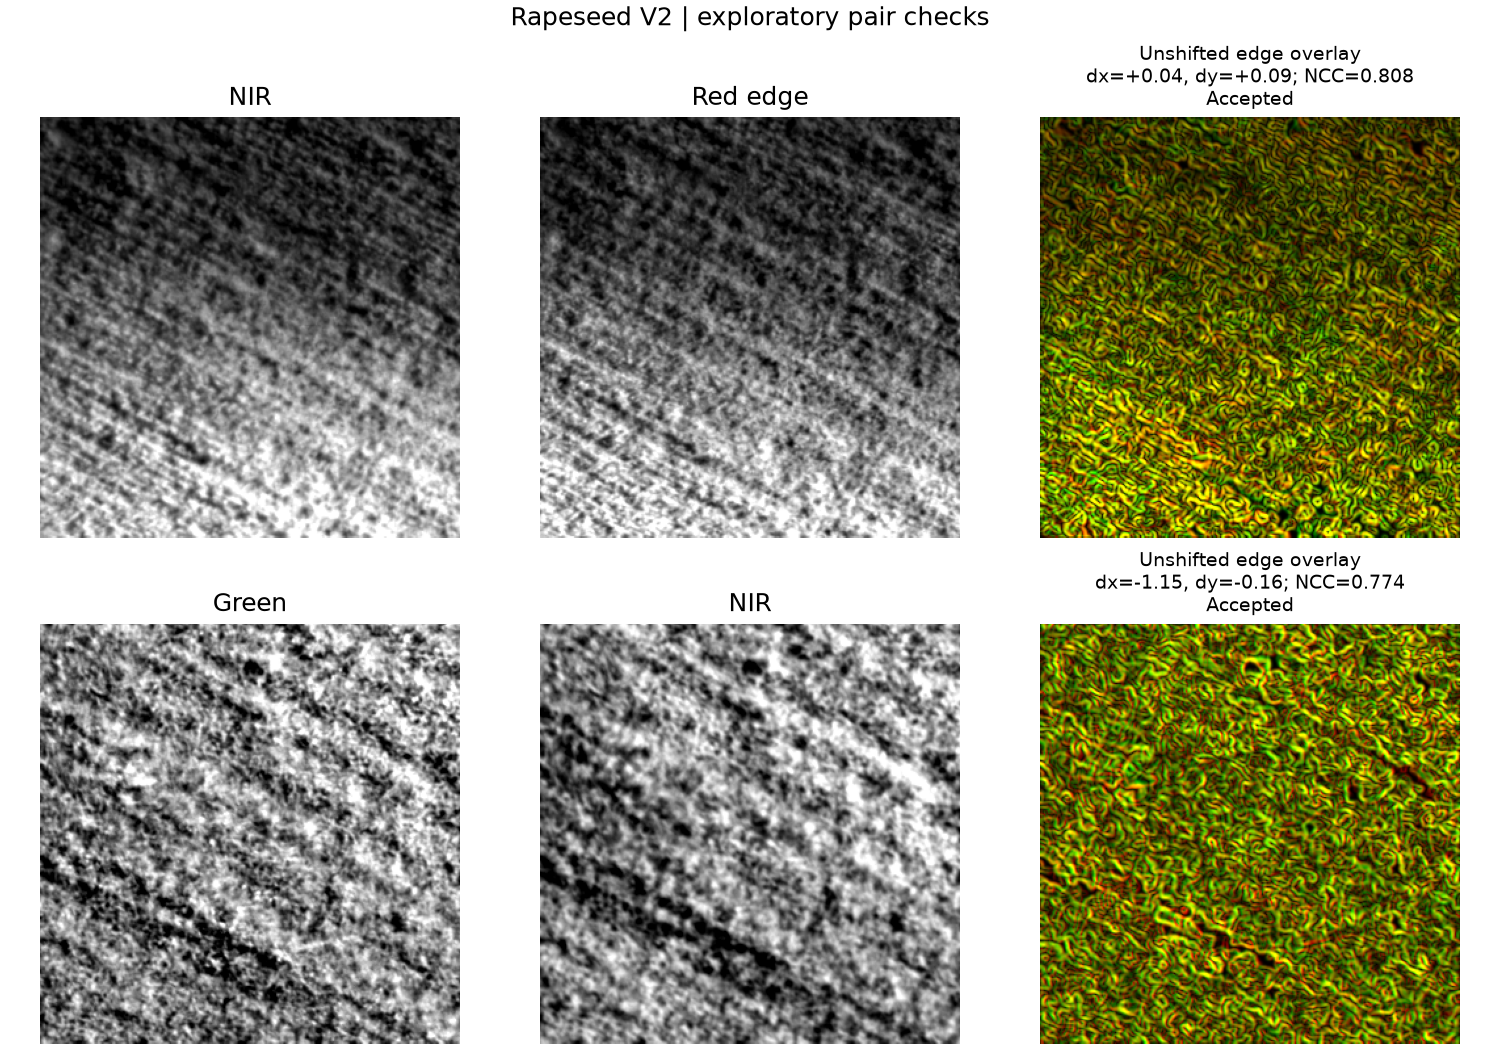 Rapeseed V2 | exploratory pair checks
NIR
Red edge
Unshifted edge overlay
dx=+0.04, dy=+0.09; NCC=0.808
Accepted
Green
NIR
Unshifted edge overlay
dx=-1.15, dy=-0.16; NCC=0.774
Accepted